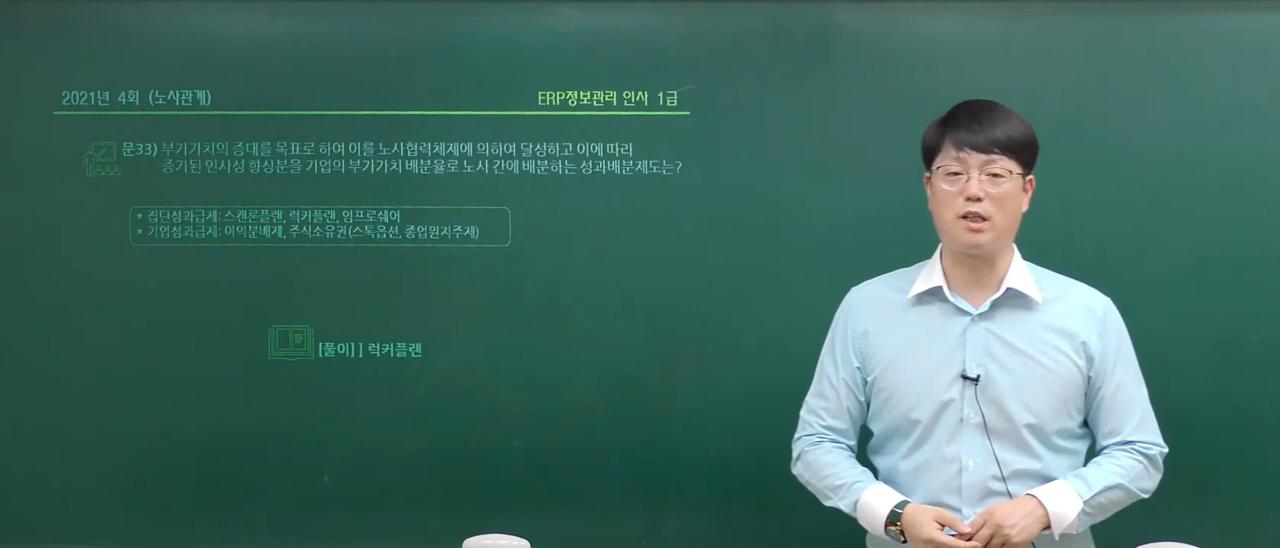 2021년 4회 (노사관계)
ERP정보관리 인사 1급
문33) 부가가치의 증대를 목표로 하여 이를 노사협력체제에 의하여 달성하고 이에 따라
증가된 인시성 향상분을 기업의 부가가치 배분율로 노사 간에 배분하는 성과배분제도는?
* 집단성과급제: 스캔론플랜, 럭커플랜, 임프로쉐어
* 기업성과급제: 이익분배제, 주식소유권(스톡옵션, 종업원지주제)
[풀이] ] 럭커플랜